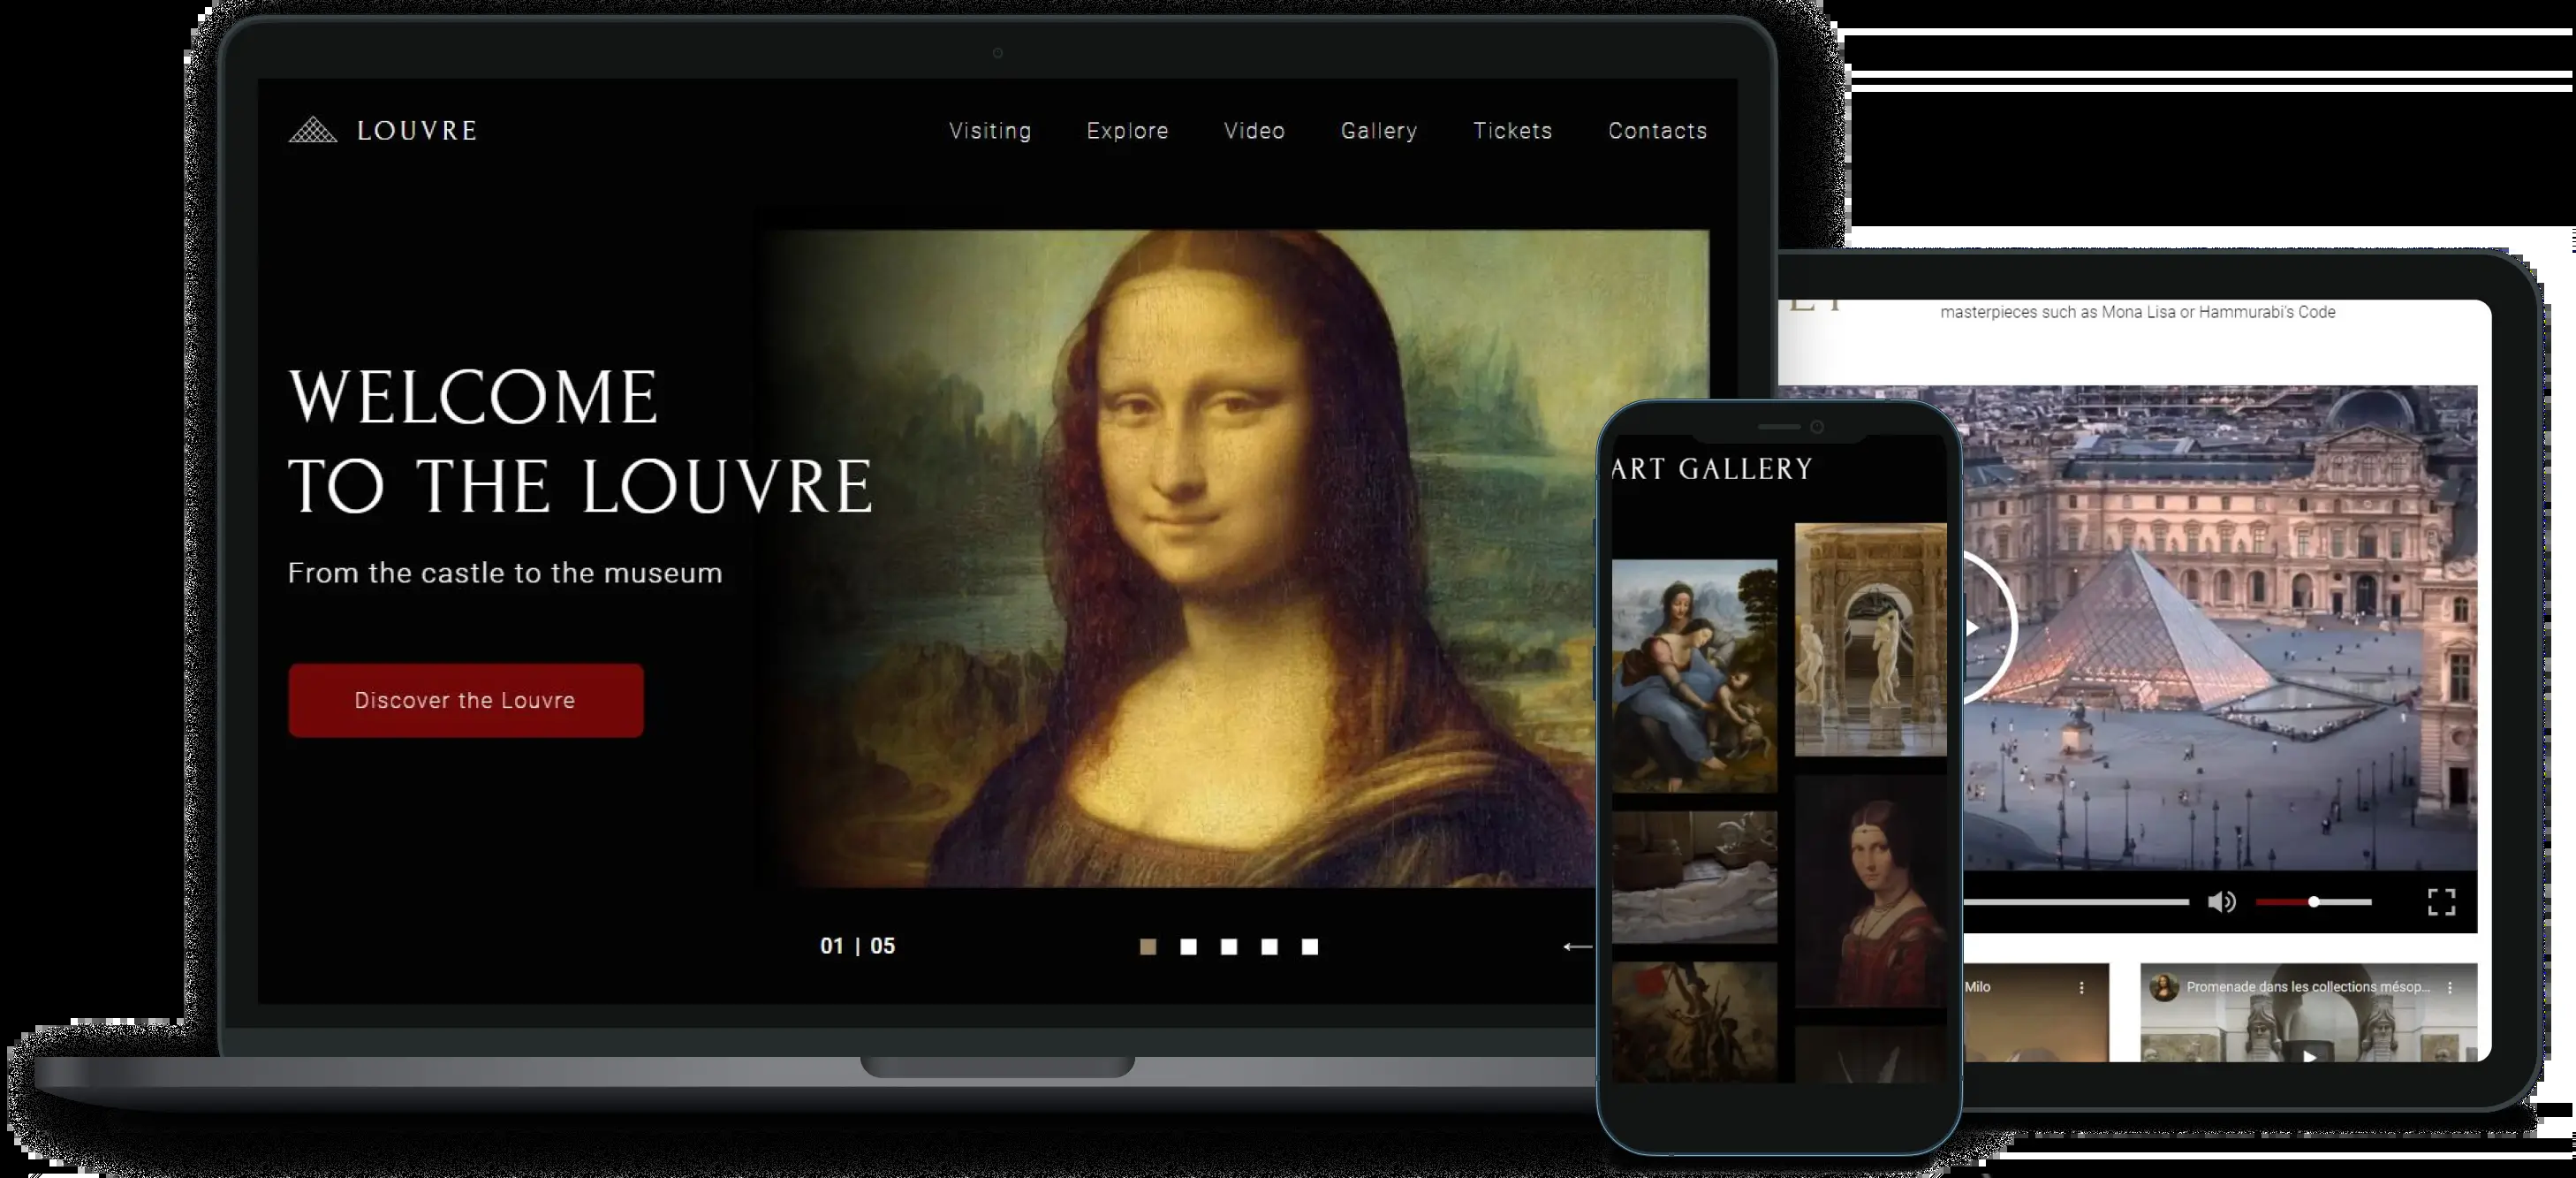 LOUVRE
Visiting Explore Video Gallery Tickets Contacts
WELCOME
TO THE LOUVRE
From the castle to the museum
Discover the Louvre
01 | 05
ART GALLERY
masterpieces such as Mona Lisa or Hammurabi's Code
Milo
Promenade dans les collections mésop...